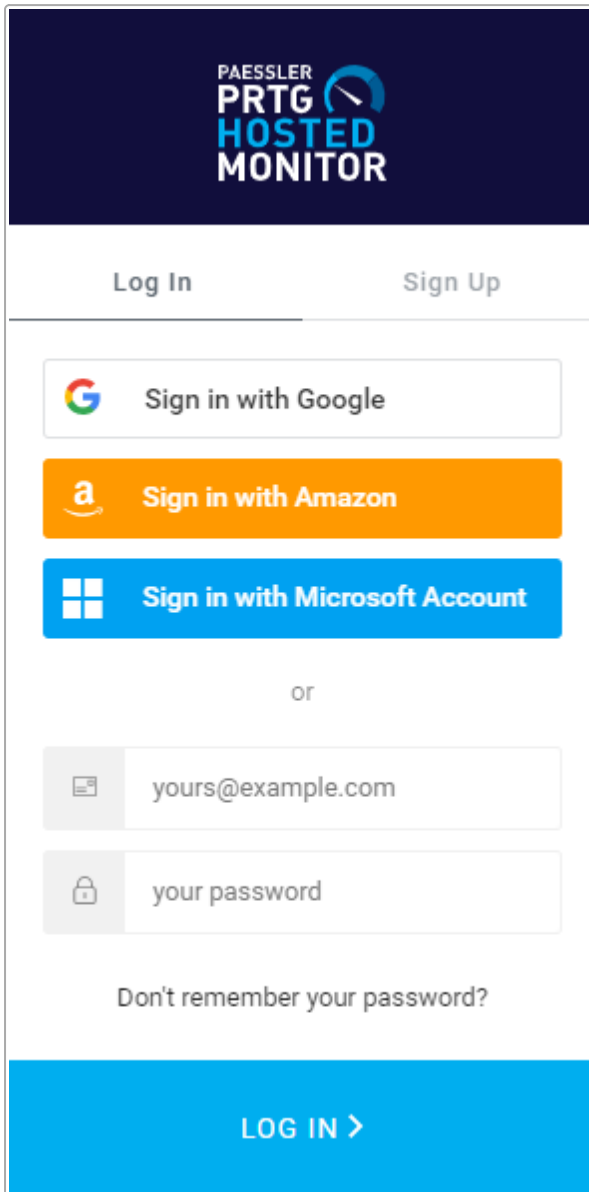 PAESSLER
PRTG
HOSTED
MONITOR
Log In Sign Up
Sign in with Google
Sign in with Amazon
Sign in with Microsoft Account
or
yours@example.com
your password
Don't remember your password?
LOG IN >